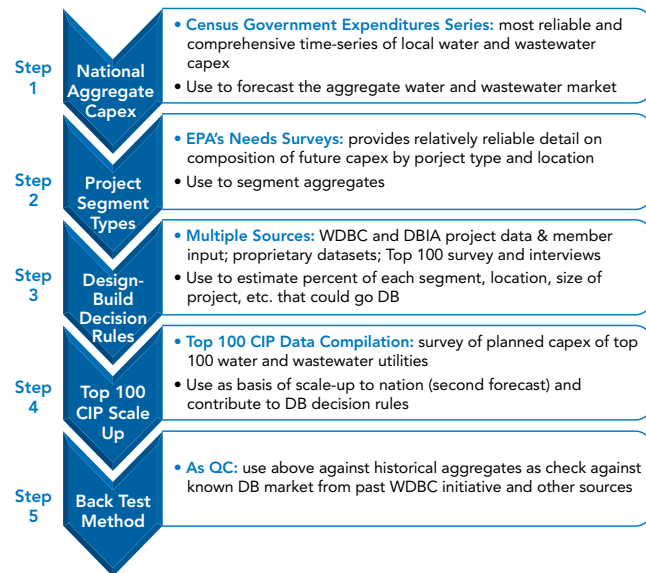 Step
1
National
Aggregate
Capex
• Census Government Expenditures Series: most reliable and
comprehensive time-series of local water and wastewater
capex
• Use to forecast the aggregate water and wastewater market
Step
2
Project
Segment
Types
• EPA's Needs Surveys: provides relatively reliable detail on
composition of future capex by porject type and location
• Use to segment aggregates
Step
3
Design-
Build
Decision
Rules
• Multiple Sources: WDBC and DBIA project data & member
input; proprietary datasets; Top 100 survey and interviews
• Use to estimate percent of each segment, location, size of
project, etc. that could go DB
Step
4
Top 100
CIP Scale
Up
• Top 100 CIP Data Compilation: survey of planned capex of top
100 water and wastewater utilities
• Use as basis of scale-up to nation (second forecast) and
contribute to DB decision rules
Step
5
Back Test
Method
• As QC: use above against historical aggregates as check against
known DB market from past WDBC initiative and other sources